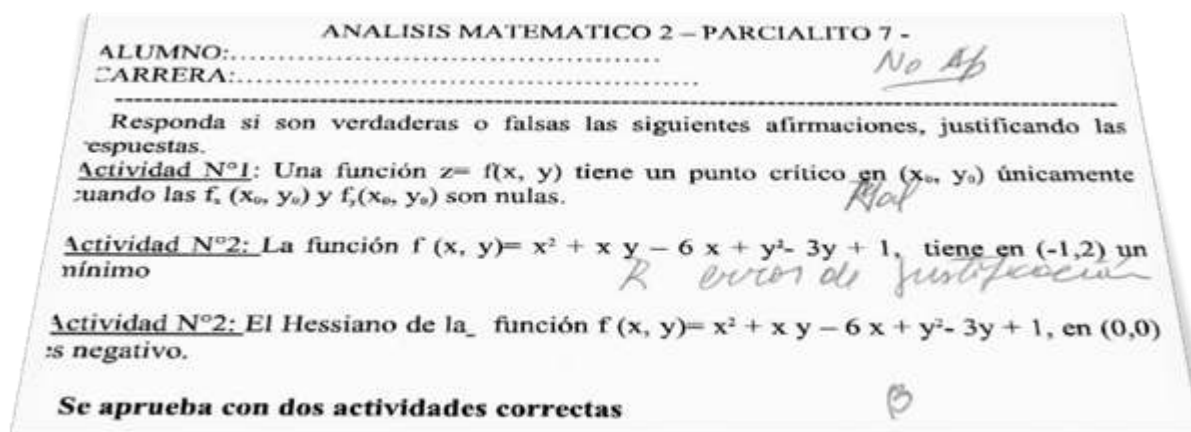 ANALISIS MATEMATICO 2 – PARCIALITO 7 -
ALUMNO:..............................................
CARRERA:..................................................
No Ap
Responda si son verdaderas o falsas las siguientes afirmaciones, justificando las
respuestas.
Actividad N°1: Una función z= f(x, y) tiene un punto crítico en (x₀, y₀) únicamente
cuando las fₓ (x₀, y₀) y fᵧ(x₀, y₀) son nulas.
Mal
Actividad N°2: La función f (x, y)= x² + x y – 6 x + y²- 3y + 1, tiene en (-1,2) un
mínimo
R error de justificación
Actividad N°2: El Hessiano de la_ función f (x, y)= x² + x y – 6 x + y²- 3y + 1, en (0,0)
es negativo.
B
Se aprueba con dos actividades correctas